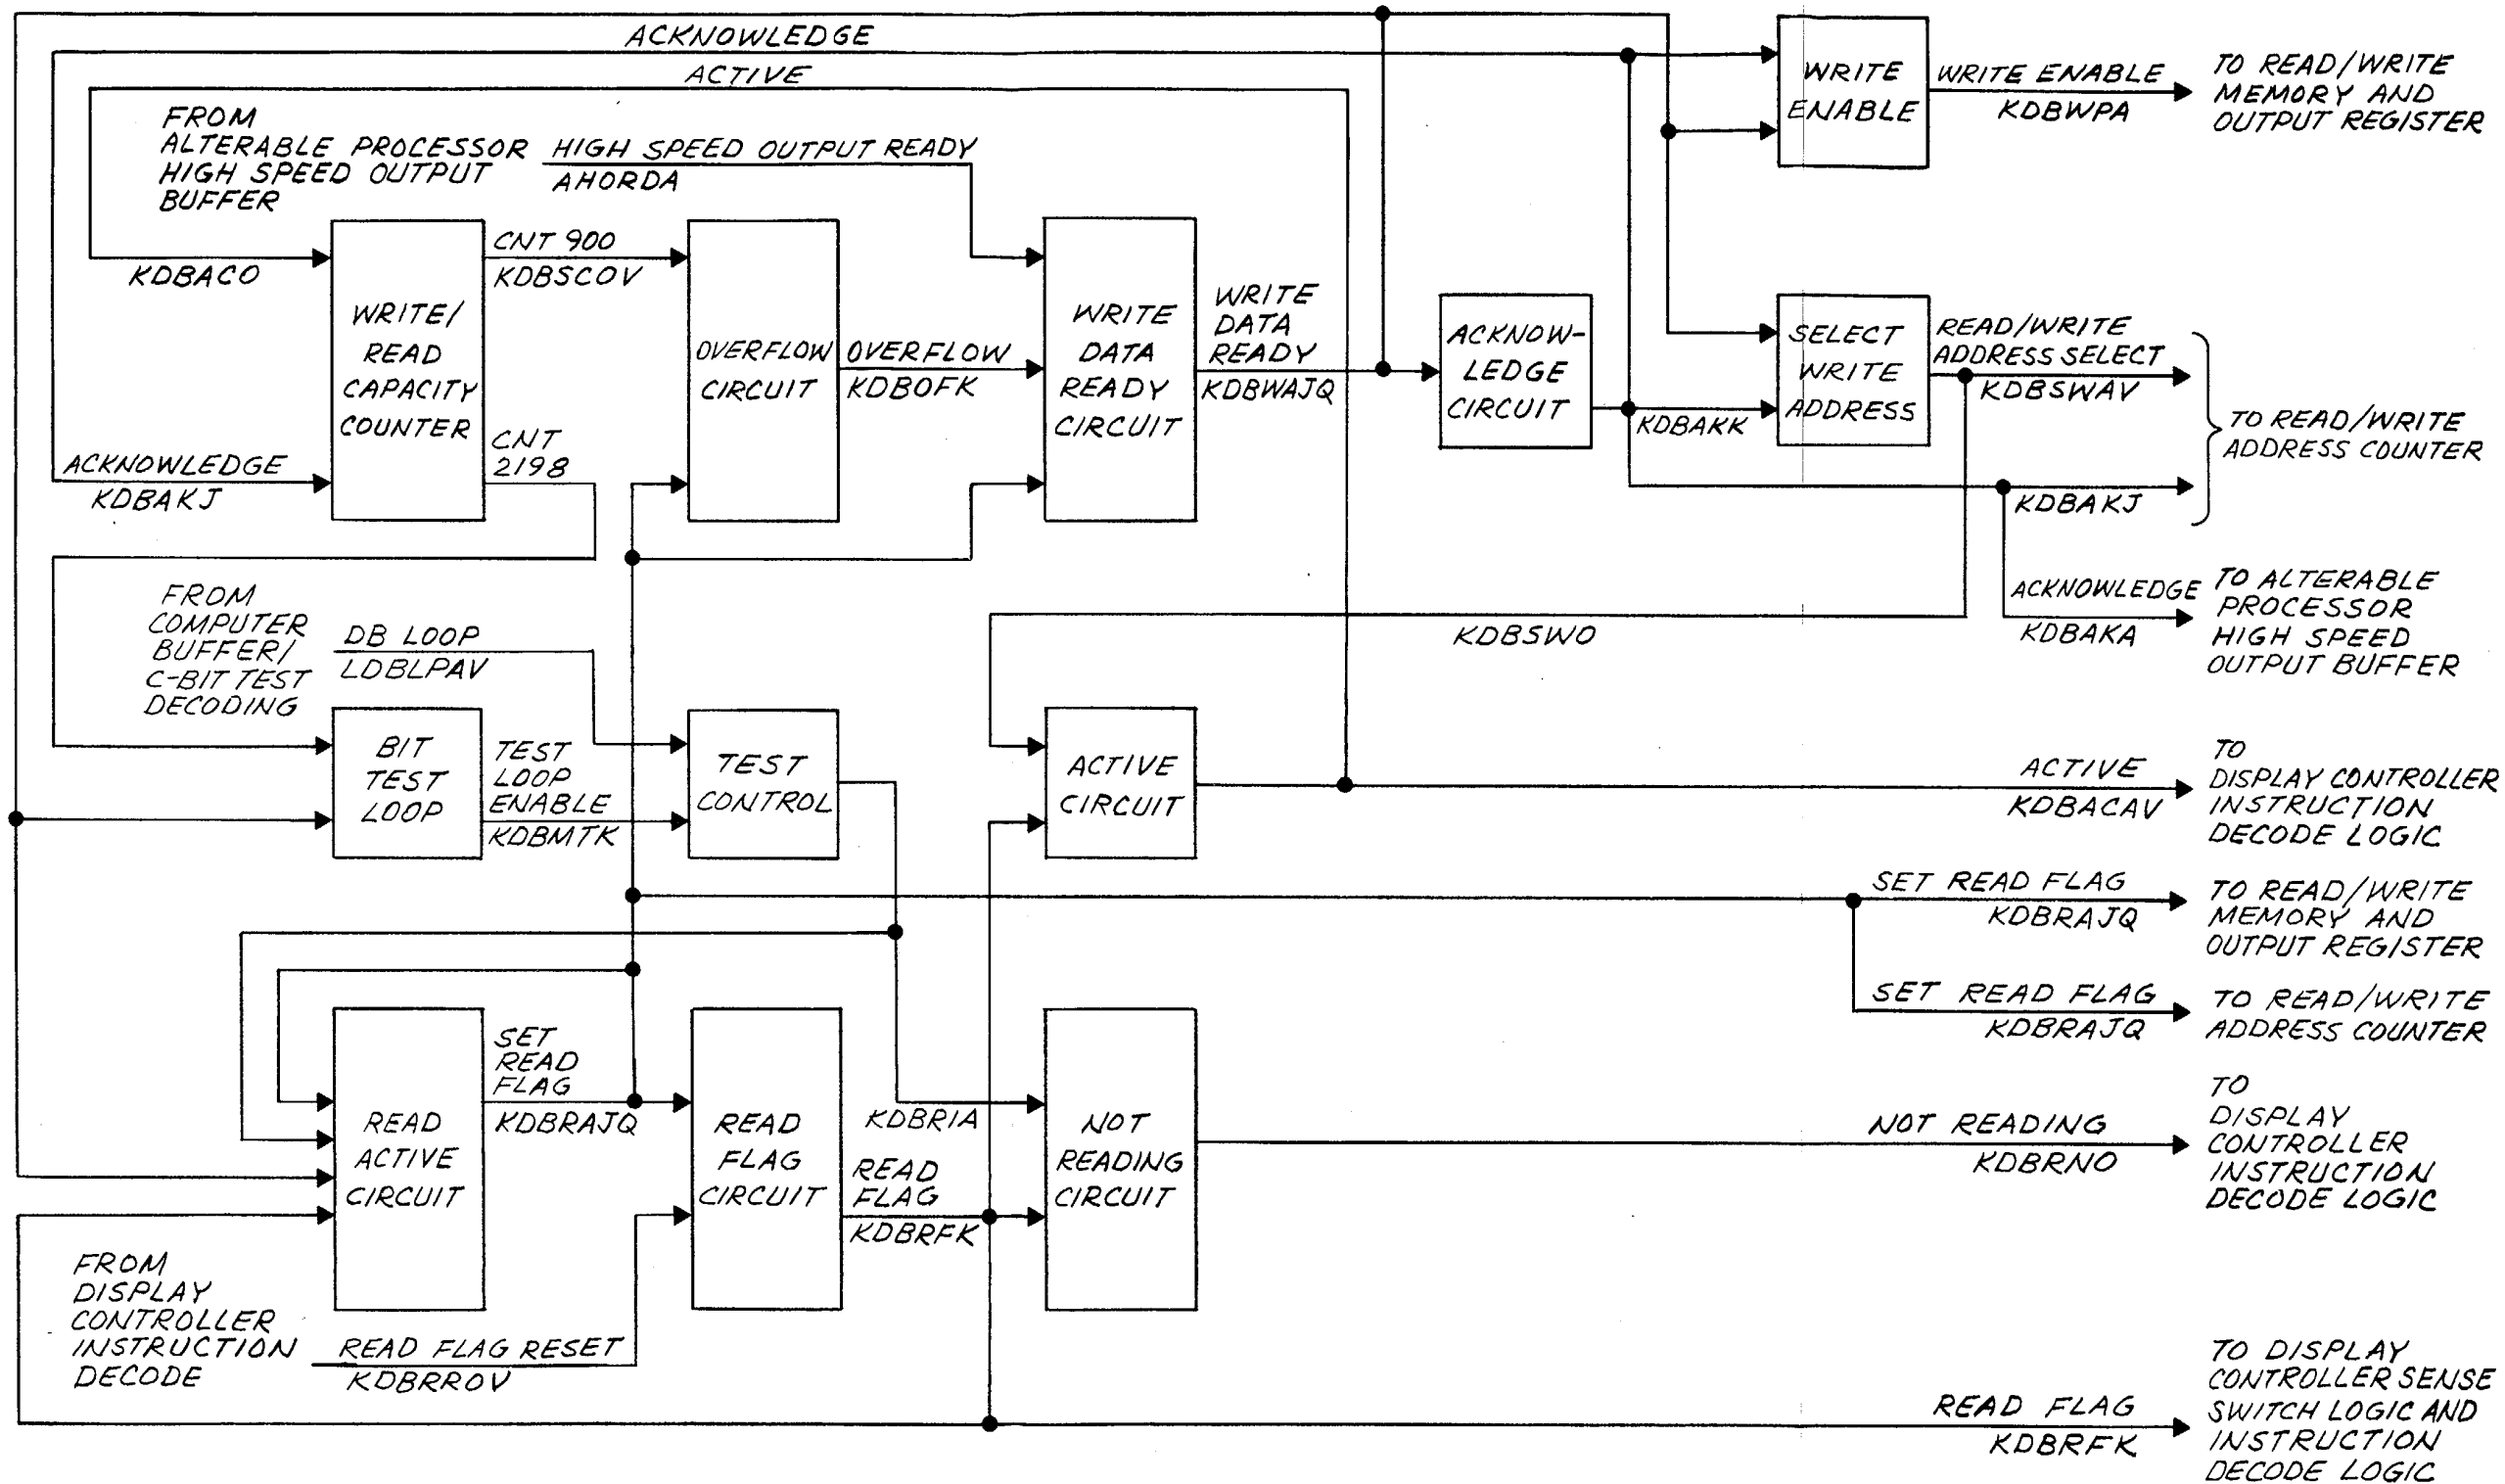 ACKNOWLEDGE
ACTIVE
FROM
ALTERABLE PROCESSOR
HIGH SPEED OUTPUT
BUFFER
HIGH SPEED OUTPUT READY
AHORDA
WRITE
ENABLE
WRITE ENABLE
KDBWPA
TO READ/WRITE
MEMORY AND
OUTPUT REGISTER
KDBACO
WRITE/
READ
CAPACITY
COUNTER
CNT 900
KDBSCOV
OVERFLOW
CIRCUIT
OVERFLOW
KDBOFK
WRITE
DATA
READY
CIRCUIT
WRITE
DATA
READY
KDBWAJQ
ACKNOW-
LEDGE
CIRCUIT
KDBAKK
SELECT
WRITE
ADDRESS
READ/WRITE
ADDRESS SELECT
KDBSWAV
TO READ/WRITE
ADDRESS COUNTER
KDBAKJ
ACKNOWLEDGE
KDBAKJ
CNT
2198
ACKNOWLEDGE
KDBAKA
TO ALTERABLE
PROCESSOR
HIGH SPEED
OUTPUT BUFFER
FROM
COMPUTER
BUFFER/
C-BIT TEST
DECODING
DB LOOP
LDBLPAV
KDBSWO
BIT
TEST
LOOP
TEST
LOOP
ENABLE
KDBMTK
TEST
CONTROL
ACTIVE
CIRCUIT
ACTIVE
KDBACAV
TO
DISPLAY CONTROLLER
INSTRUCTION
DECODE LOGIC
SET READ FLAG
KDBRAJQ
TO READ/WRITE
MEMORY AND
OUTPUT REGISTER
SET READ FLAG
KDBRAJQ
TO READ/WRITE
ADDRESS COUNTER
READ
ACTIVE
CIRCUIT
SET
READ
FLAG
KDBRAJQ
READ
FLAG
CIRCUIT
KDBRIA
READ
FLAG
KDBRFK
NOT
READING
CIRCUIT
NOT READING
KDBRNO
TO
DISPLAY
CONTROLLER
INSTRUCTION
DECODE LOGIC
FROM
DISPLAY
CONTROLLER
INSTRUCTION
DECODE
READ FLAG RESET
KDBRROV
READ FLAG
KDBRFK
TO DISPLAY
CONTROLLER SENSE
SWITCH LOGIC AND
INSTRUCTION
DECODE LOGIC